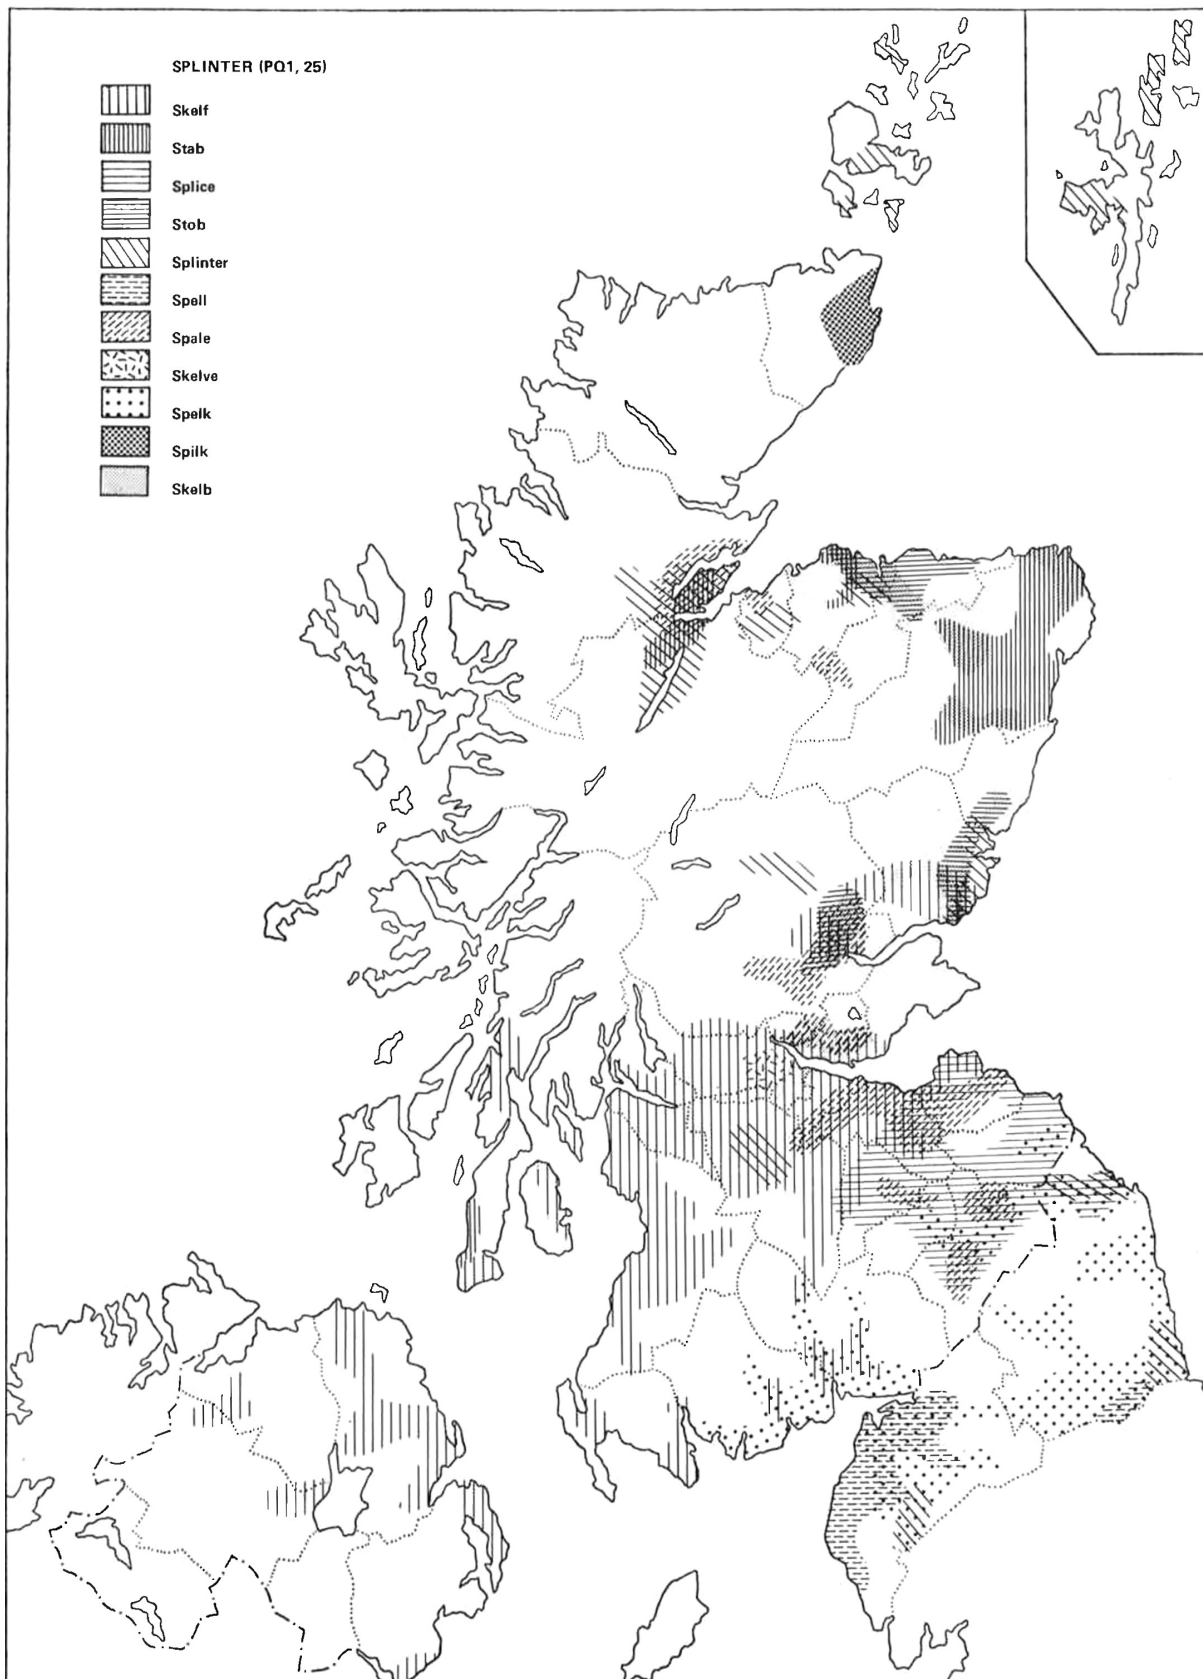 SPLINTER (PQ1, 25)
Skelf
Stab
Splice
Stob
Splinter
Spell
Spale
Skelve
Spelk
Spilk
Skelb